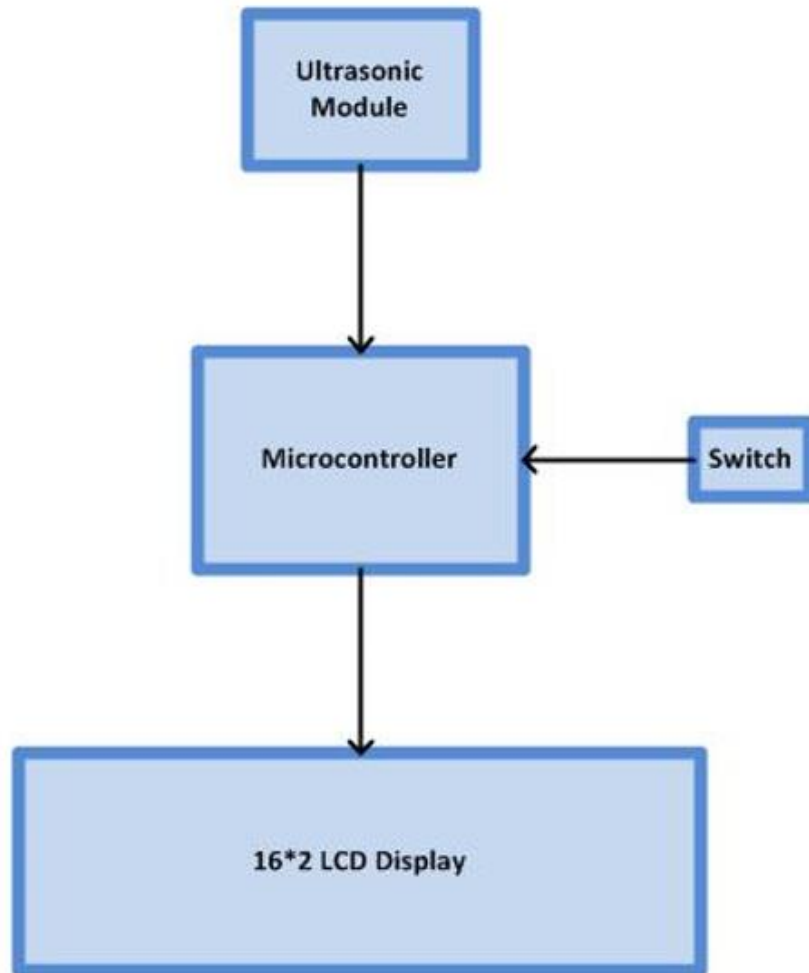 Ultrasonic
Module
Microcontroller
Switch
16*2 LCD Display